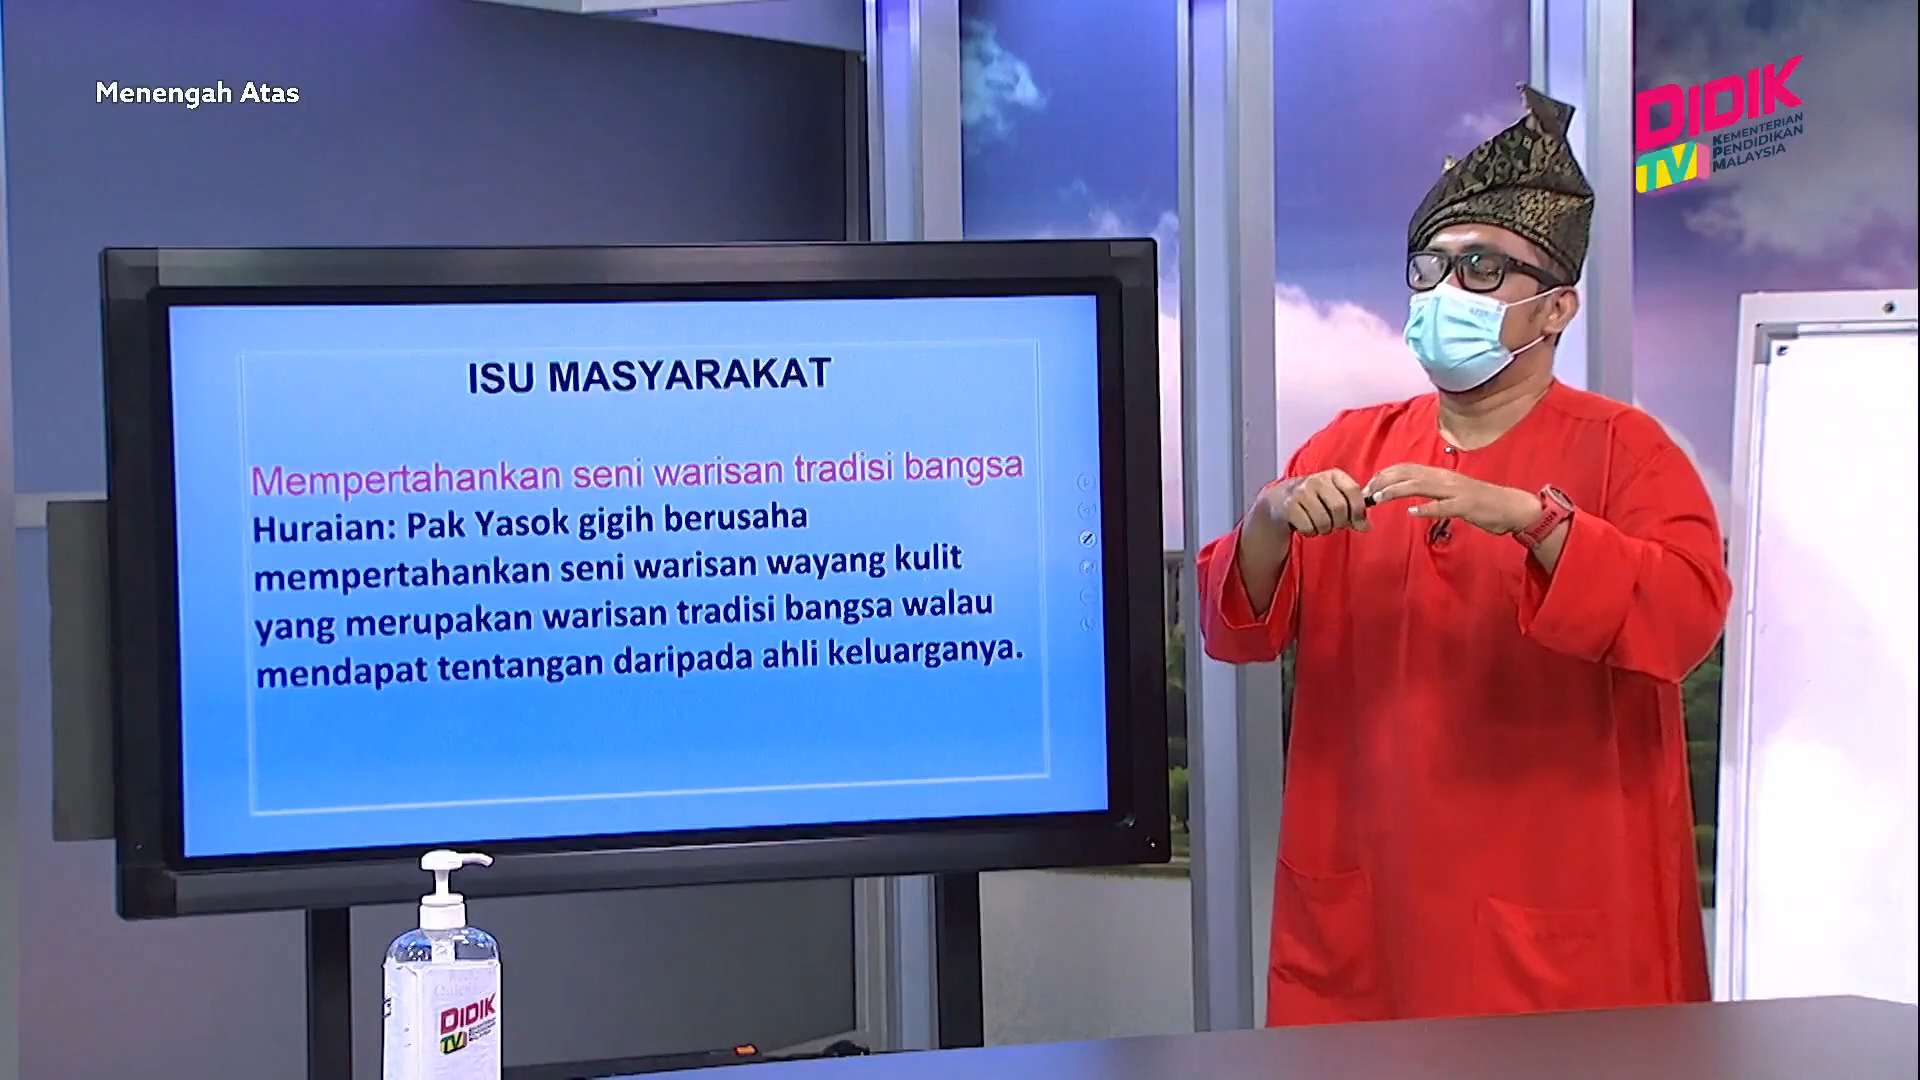 Menengah Atas
DIDIK
TV
KEMENTERIAN
PENDIDIKAN
MALAYSIA
ISU MASYARAKAT
Mempertahankan seni warisan tradisi bangsa
Huraian: Pak Yasok gigih berusaha
mempertahankan seni warisan wayang kulit
yang merupakan warisan tradisi bangsa walau
mendapat tentangan daripada ahli keluarganya.
DIDIK
TV